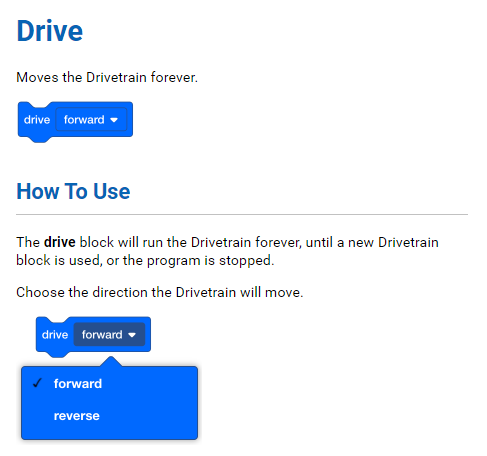 Drive
Moves the Drivetrain forever.
drive forward
How To Use
The drive block will run the Drivetrain forever, until a new Drivetrain
block is used, or the program is stopped.
Choose the direction the Drivetrain will move.
drive forward
✓ forward
reverse